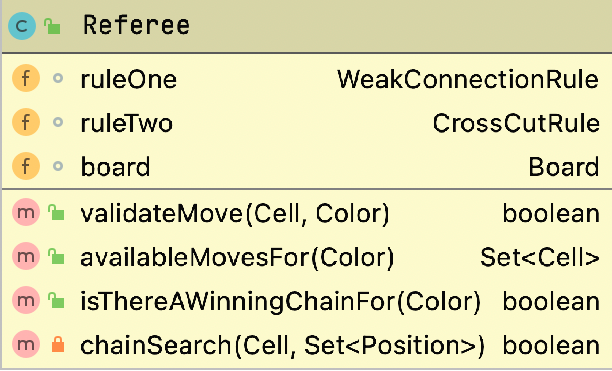 C Referee
f ruleOne WeakConnectionRule
f ruleTwo CrossCutRule
f board Board
m validateMove(Cell, Color) boolean
m availableMovesFor(Color) Set<Cell>
m isThereAWinningChainFor(Color) boolean
m chainSearch(Cell, Set<Position>) boolean